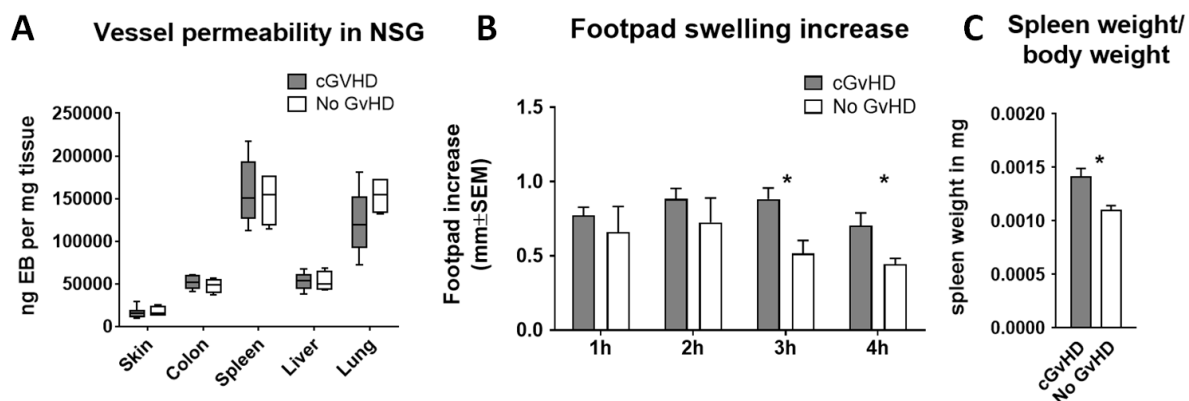 A
Vessel permeability in NSG
cGVHD
No GvHD
ng EB per mg tissue
250000
200000
150000
100000
50000
0
Skin
Colon
Spleen
Liver
Lung
B
Footpad swelling increase
cGvHD
No GvHD
Footpad increase
(mm±SEM)
1.5
1.0
0.5
0.0
*
*
1h
2h
3h
4h
C
Spleen weight/
body weight
spleen weight in mg
0.0020
0.0015
0.0010
0.0005
0.0000
*
cGvHD
No GvHD